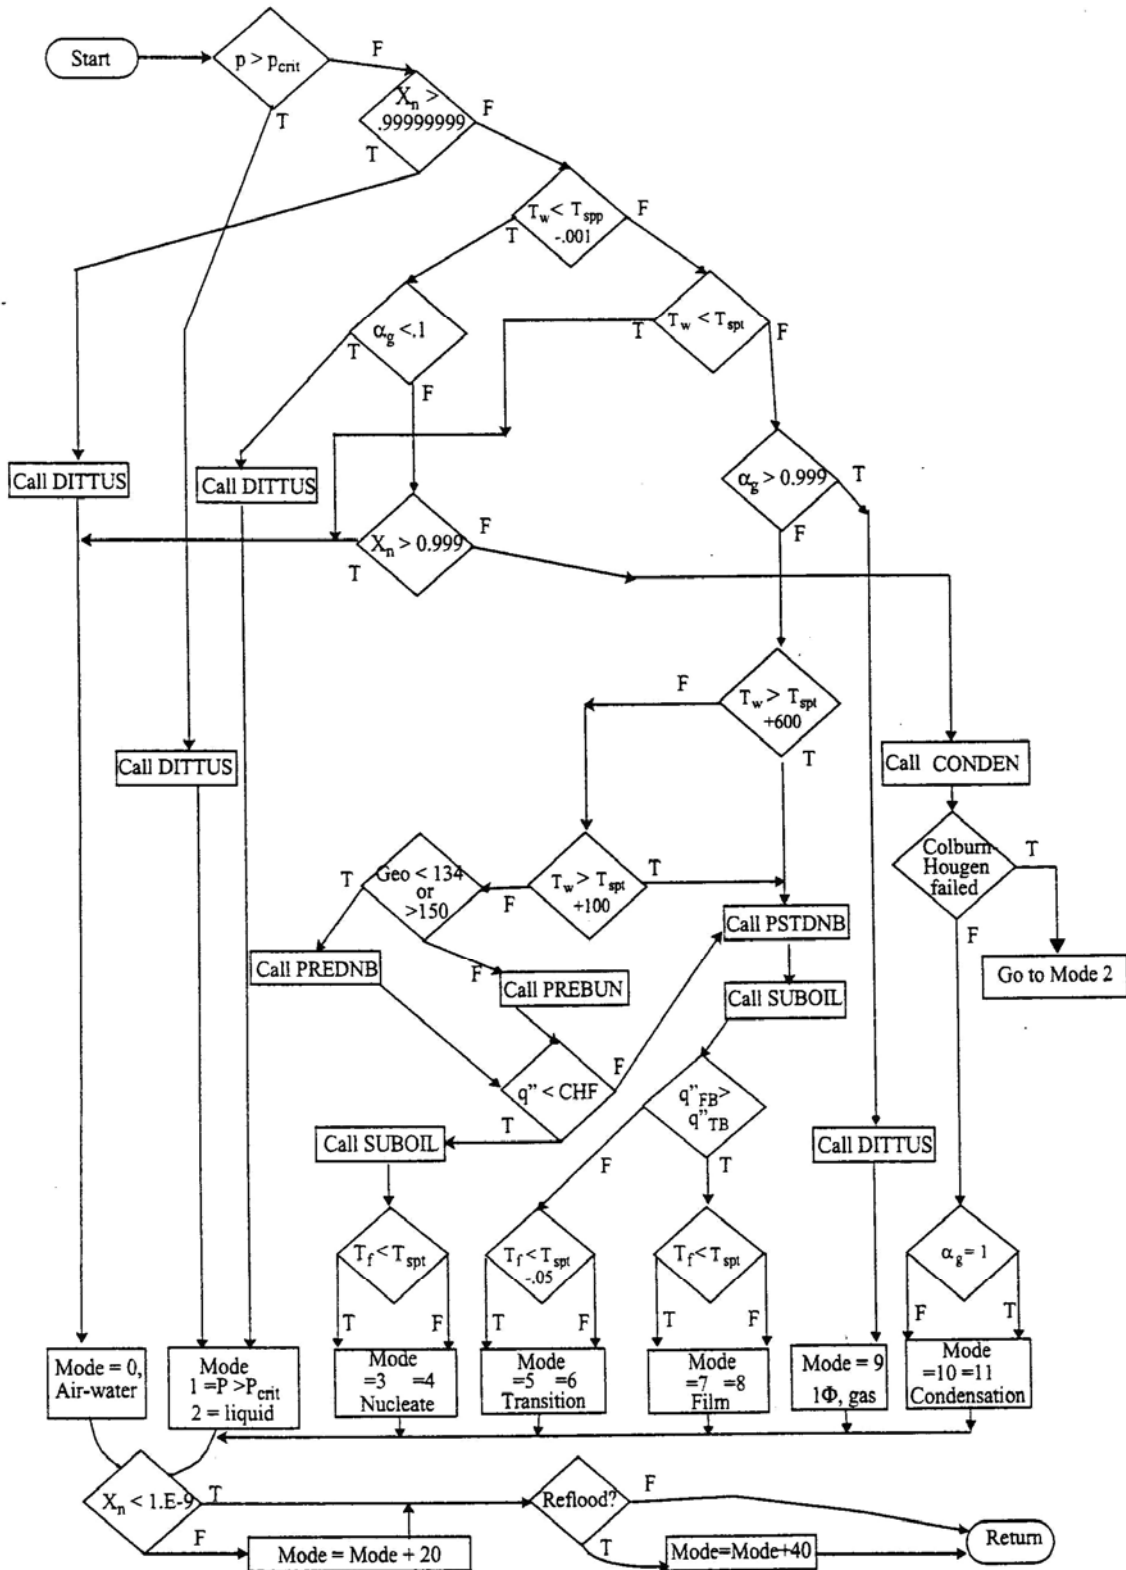 Start
p > p_crit
F
T
X_n >
.99999999
F
T
T_w < T_spp
-.001
F
T
α_g <.1
T
F
T_w < T_spt
T
F
Call DITTUS
Call DITTUS
α_g > 0.999
T
F
X_n > 0.999
F
T
T_w > T_spt
+600
F
T
Call DITTUS
Call CONDEN
Colburn-
Hougen
failed
T
F
Geo < 134
or
>150
T
F
T_w > T_spt
+100
T
F
Call PSTDNB
Call PREDNB
Call PREBUN
Call SUBOIL
Go to Mode 2
q" < CHF
F
T
q"FB >
q"TB
F
T
Call SUBOIL
Call DITTUS
T_f < T_spt
T
F
T_f < T_spt
-.05
T
F
T_f < T_spt
T
F
α_g = 1
F
T
Mode = 0,
Air-water
Mode
1 =P >P_crit
2 = liquid
Mode
=3 =4
Nucleate
Mode
=5 =6
Transition
Mode
=7 =8
Film
Mode = 9
1Φ, gas
Mode
=10 =11
Condensation
X_n < 1.E-9
T
F
Mode = Mode + 20
Reflood?
F
T
Mode=Mode+40
Return